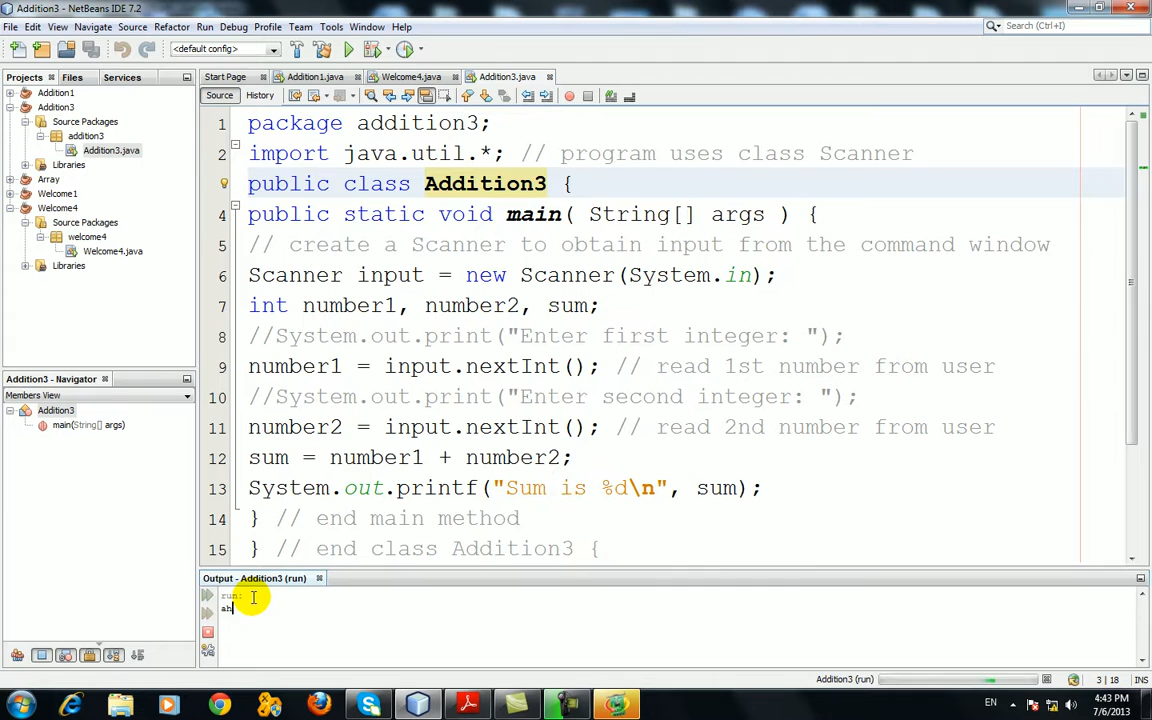 Addition3 - NetBeans IDE 7.2
File Edit View Navigate Source Refactor Run Debug Profile Team Tools Window Help
Search (Ctrl+I)
<default config>
Projects Files Services
Start Page Addition1.java Welcome4.java Addition3.java
Source History
Addition1
Addition3
Source Packages
addition3
Addition3.java
Libraries
Array
Welcome1
Welcome4
Source Packages
welcome4
Welcome4.java
Libraries
1 package addition3;
2 import java.util.*; // program uses class Scanner
public class Addition3 {
4 public static void main( String[] args ) {
5 // create a Scanner to obtain input from the command window
6 Scanner input = new Scanner(System.in);
7 int number1, number2, sum;
8 //System.out.print("Enter first integer: ");
9 number1 = input.nextInt(); // read 1st number from user
10 //System.out.print("Enter second integer: ");
11 number2 = input.nextInt(); // read 2nd number from user
12 sum = number1 + number2;
13 System.out.printf("Sum is %d\n", sum);
14 } // end main method
15 } // end class Addition3 {
Addition3 - Navigator
Members View
Addition3
main(String[] args)
Output - Addition3 (run)
run:
ah
Addition3 (run)
3 | 18 INS
EN
4:43 PM
7/6/2013